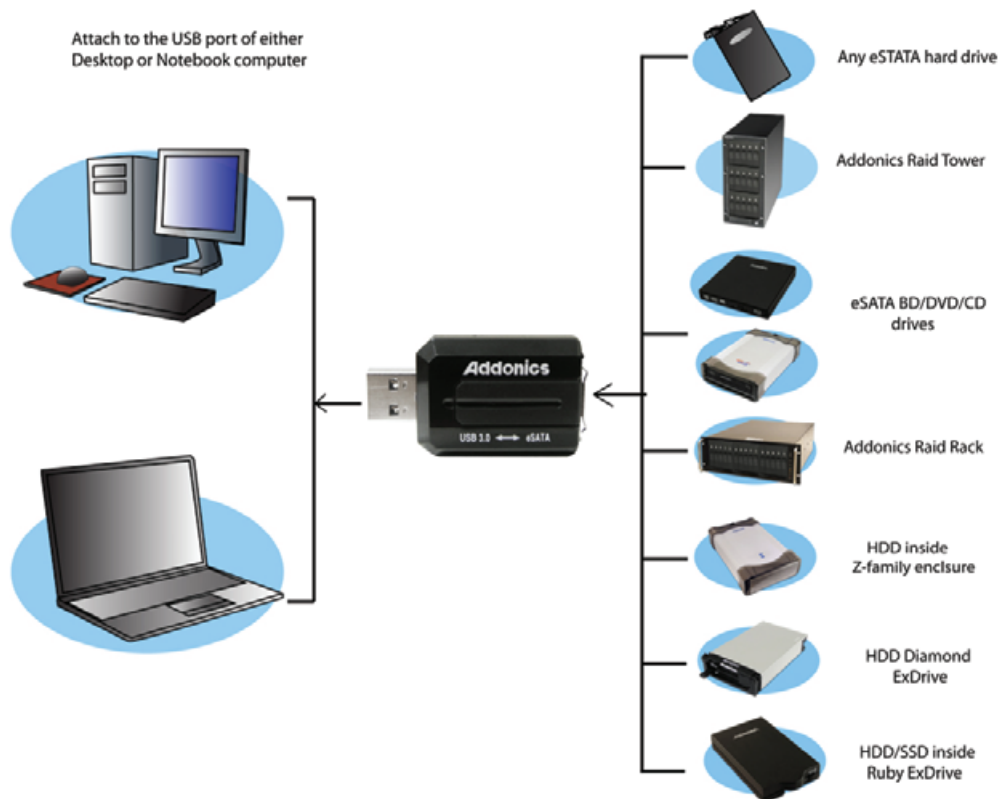 Attach to the USB port of either
Desktop or Notebook computer
Addonics
USB 3.0 ⟷ eSATA
Any eSTATA hard drive
Addonics Raid Tower
eSATA BD/DVD/CD
drives
Addonics Raid Rack
HDD inside
Z-family enclsure
HDD Diamond
ExDrive
HDD/SSD inside
Ruby ExDrive